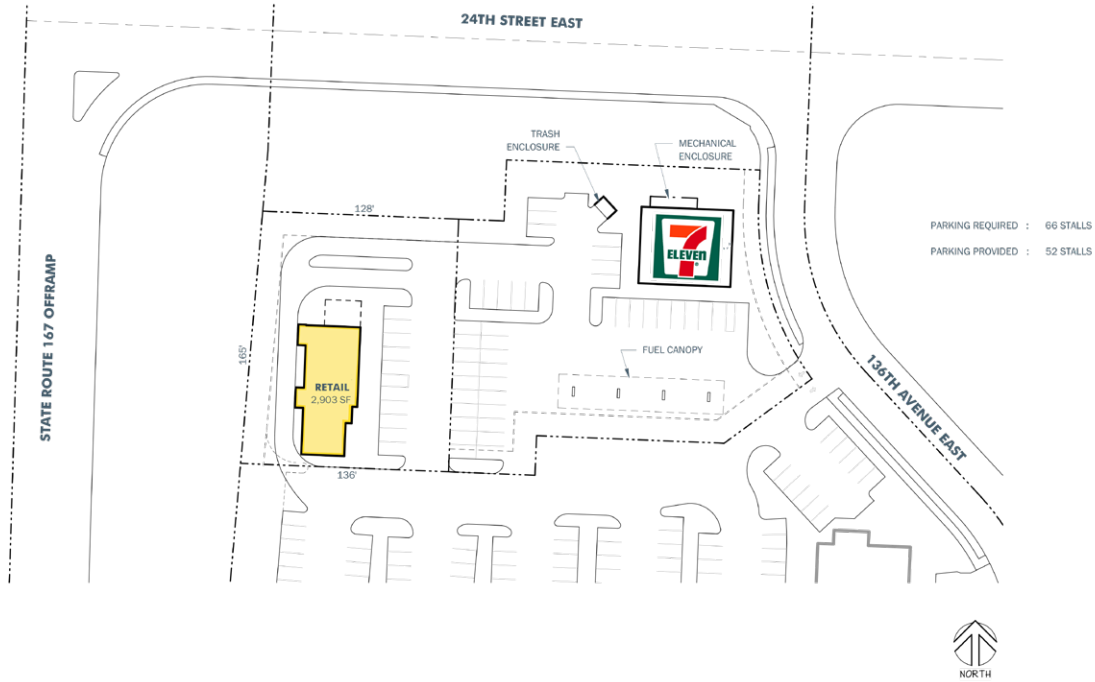 24TH STREET EAST
TRASH
ENCLOSURE
MECHANICAL
ENCLOSURE
128'
PARKING REQUIRED : 66 STALLS
PARKING PROVIDED : 52 STALLS
7
ELEVEN
®
STATE ROUTE 167 OFFRAMP
165'
FUEL CANOPY
RETAIL
2,903 SF
136TH AVENUE EAST
136'
NORTH